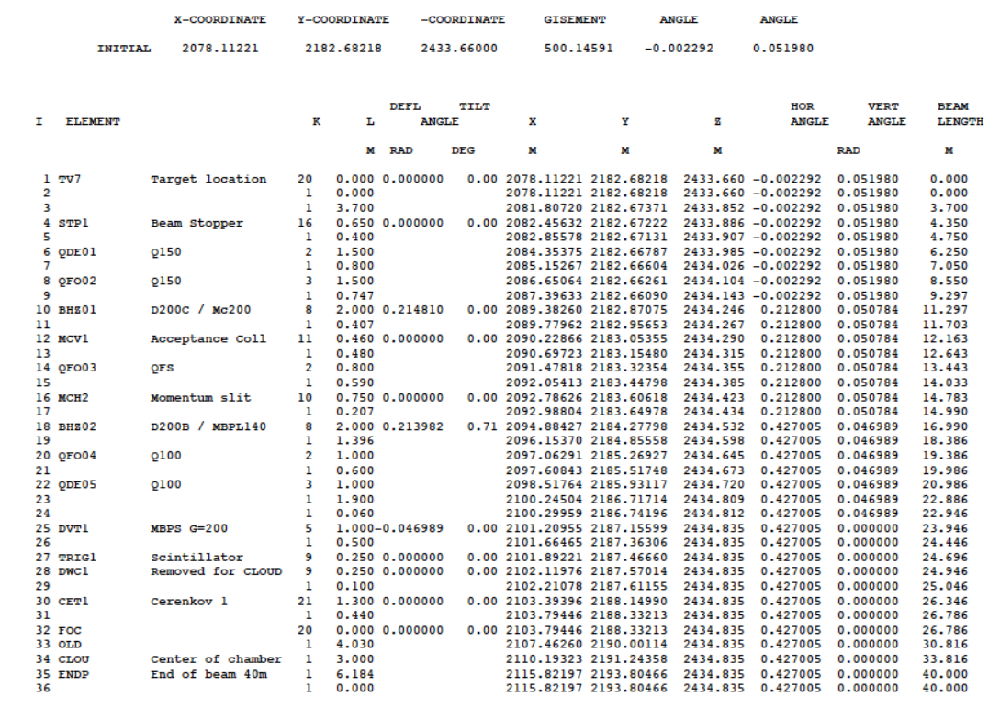 X-COORDINATE Y-COORDINATE -COORDINATE GISEMENT ANGLE ANGLE
INITIAL 2078.11221 2182.68218 2433.66000 500.14591 -0.002292 0.051980
DEFL TILT HOR VERT BEAM
I ELEMENT K L ANGLE X Y Z ANGLE ANGLE LENGTH
M RAD DEG M M M RAD M
1 TV7 Target location 20 0.000 0.000000 0.00 2078.11221 2182.68218 2433.660 -0.002292 0.051980 0.000
2 1 0.000 2078.11221 2182.68218 2433.660 -0.002292 0.051980 0.000
3 1 3.700 2081.80720 2182.67371 2433.852 -0.002292 0.051980 3.700
4 STP1 Beam Stopper 16 0.650 0.000000 0.00 2082.45632 2182.67222 2433.886 -0.002292 0.051980 4.350
5 1 0.400 2082.85578 2182.67131 2433.907 -0.002292 0.051980 4.750
6 QDE01 Q150 2 1.500 2084.35375 2182.66787 2433.985 -0.002292 0.051980 6.250
7 1 0.800 2085.15267 2182.66604 2434.026 -0.002292 0.051980 7.050
8 QFO02 Q150 3 1.500 2086.65064 2182.66261 2434.104 -0.002292 0.051980 8.550
9 1 0.747 2087.39633 2182.66090 2434.143 -0.002292 0.051980 9.297
10 BHZ01 D200C / Mc200 8 2.000 0.214810 0.00 2089.38260 2182.87075 2434.246 0.212800 0.050784 11.297
11 1 0.407 2089.77962 2182.95653 2434.267 0.212800 0.050784 11.703
12 MCV1 Acceptance Coll 11 0.460 0.000000 0.00 2090.22866 2183.05355 2434.290 0.212800 0.050784 12.163
13 1 0.480 2090.69723 2183.15480 2434.315 0.212800 0.050784 12.643
14 QFO03 QFS 2 0.800 2091.47818 2183.32354 2434.355 0.212800 0.050784 13.443
15 1 0.590 2092.05413 2183.44798 2434.385 0.212800 0.050784 14.033
16 MCH2 Momentum slit 10 0.750 0.000000 0.00 2092.78626 2183.60618 2434.423 0.212800 0.050784 14.783
17 1 0.207 2092.98804 2183.64978 2434.434 0.212800 0.050784 14.990
18 BHZ02 D200B / MBPL140 8 2.000 0.213982 0.71 2094.88427 2184.27798 2434.532 0.427005 0.046989 16.990
19 1 1.396 2096.15370 2184.85558 2434.598 0.427005 0.046989 18.386
20 QFO04 Q100 2 1.000 2097.06291 2185.26927 2434.645 0.427005 0.046989 19.386
21 1 0.600 2097.60843 2185.51748 2434.673 0.427005 0.046989 19.986
22 QDE05 Q100 3 1.000 2098.51764 2185.93117 2434.720 0.427005 0.046989 20.986
23 1 1.900 2100.24504 2186.71714 2434.809 0.427005 0.046989 22.886
24 1 0.060 2100.29959 2186.74196 2434.812 0.427005 0.046989 22.946
25 DVT1 MBPS G=200 5 1.000-0.046989 0.00 2101.20955 2187.15599 2434.835 0.427005 0.000000 23.946
26 1 0.500 2101.66465 2187.36306 2434.835 0.427005 0.000000 24.446
27 TRIG1 Scintillator 9 0.250 0.000000 0.00 2101.89221 2187.46660 2434.835 0.427005 0.000000 24.696
28 DWC1 Removed for CLOUD 9 0.250 0.000000 0.00 2102.11976 2187.57014 2434.835 0.427005 0.000000 24.946
29 1 0.100 2102.21078 2187.61155 2434.835 0.427005 0.000000 25.046
30 CET1 Cerenkov 1 21 1.300 0.000000 0.00 2103.39396 2188.14990 2434.835 0.427005 0.000000 26.346
31 1 0.440 2103.79446 2188.33213 2434.835 0.427005 0.000000 26.786
32 FOC 20 0.000 0.000000 0.00 2103.79446 2188.33213 2434.835 0.427005 0.000000 26.786
33 OLD 1 4.030 2107.46260 2190.00114 2434.835 0.427005 0.000000 30.816
34 CLOU Center of chamber 1 3.000 2110.19323 2191.24358 2434.835 0.427005 0.000000 33.816
35 ENDP End of beam 40m 1 6.184 2115.82197 2193.80466 2434.835 0.427005 0.000000 40.000
36 1 0.000 2115.82197 2193.80466 2434.835 0.427005 0.000000 40.000